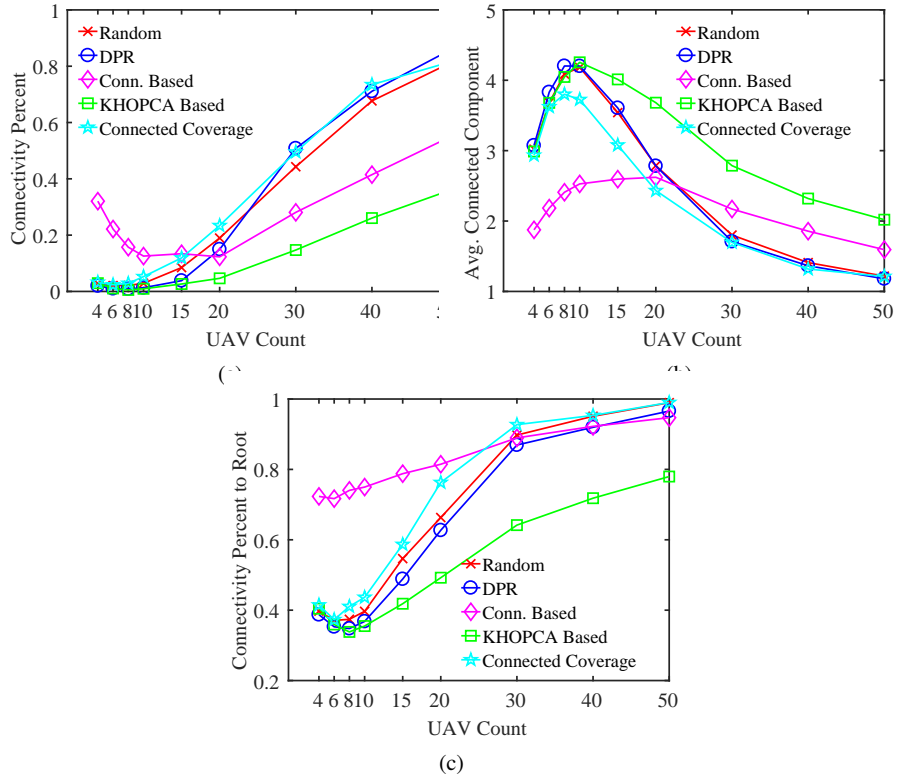 Connectivity Percent
1
0.8
0.6
0.4
0.2
0
Random
DPR
Conn. Based
KHOPCA Based
Connected Coverage
4 6 8 10 15 20 30 40
UAV Count
Avg. Connected Component
5
4
3
2
1
Random
DPR
Conn. Based
KHOPCA Based
Connected Coverage
4 6 8 10 15 20 30 40 50
UAV Count
Connectivity Percent to Root
1
0.8
0.6
0.4
0.2
Random
DPR
Conn. Based
KHOPCA Based
Connected Coverage
4 6 8 10 15 20 30 40 50
UAV Count
(c)